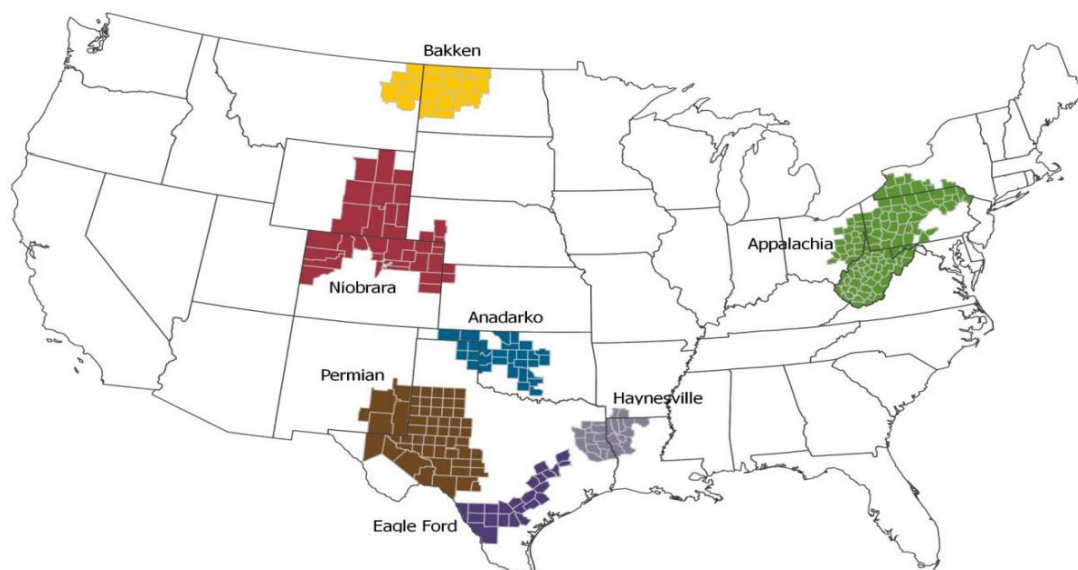 Bakken
Appalachia
Niobrara
Anadarko
Permian
Haynesville
Eagle Ford